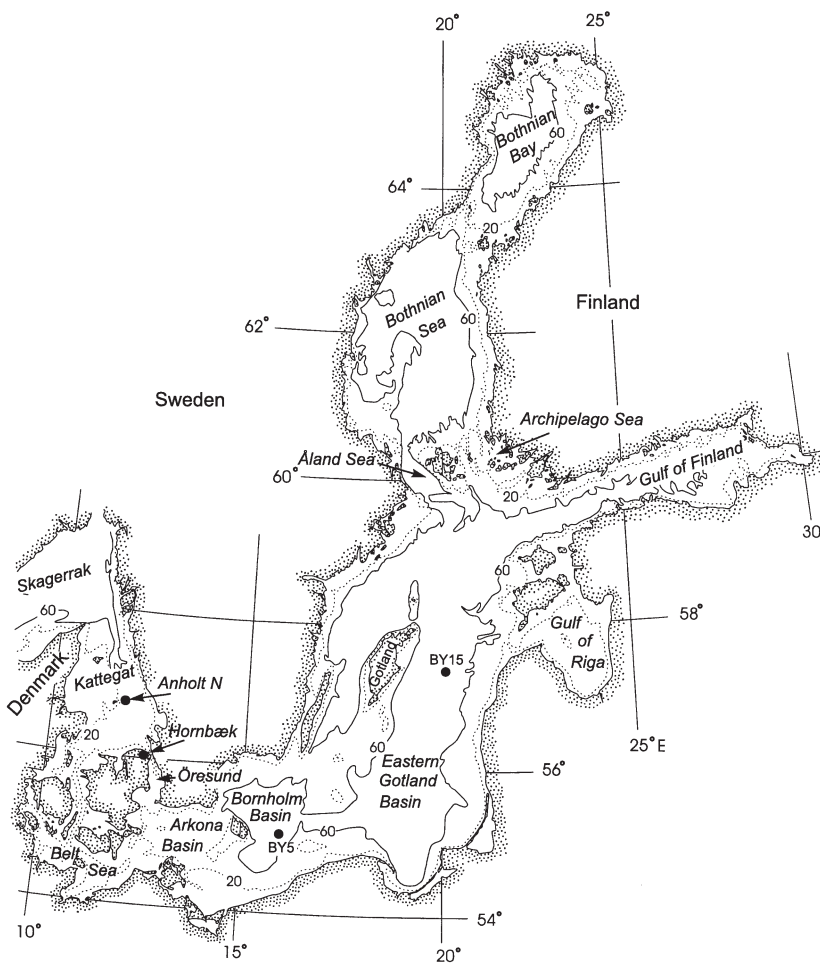 20°
25°
Bothnian
Bay
60
64°
20
Bothnian
Sea
60
Finland
62°
Sweden
Archipelago Sea
Åland Sea
Gulf of Finland
60°
20
30
Skagerrak
60
60
58°
Gulf
of
Riga
Denmark
Kattegat
Gotland
BY15
Anholt N
20
Hornbæk
25°E
60
Öresund
Eastern
Gotland
Basin
56°
Bornholm
Basin
Arkona
Basin
60
BY5
Belt
Sea
20
54°
10°
15°
20°